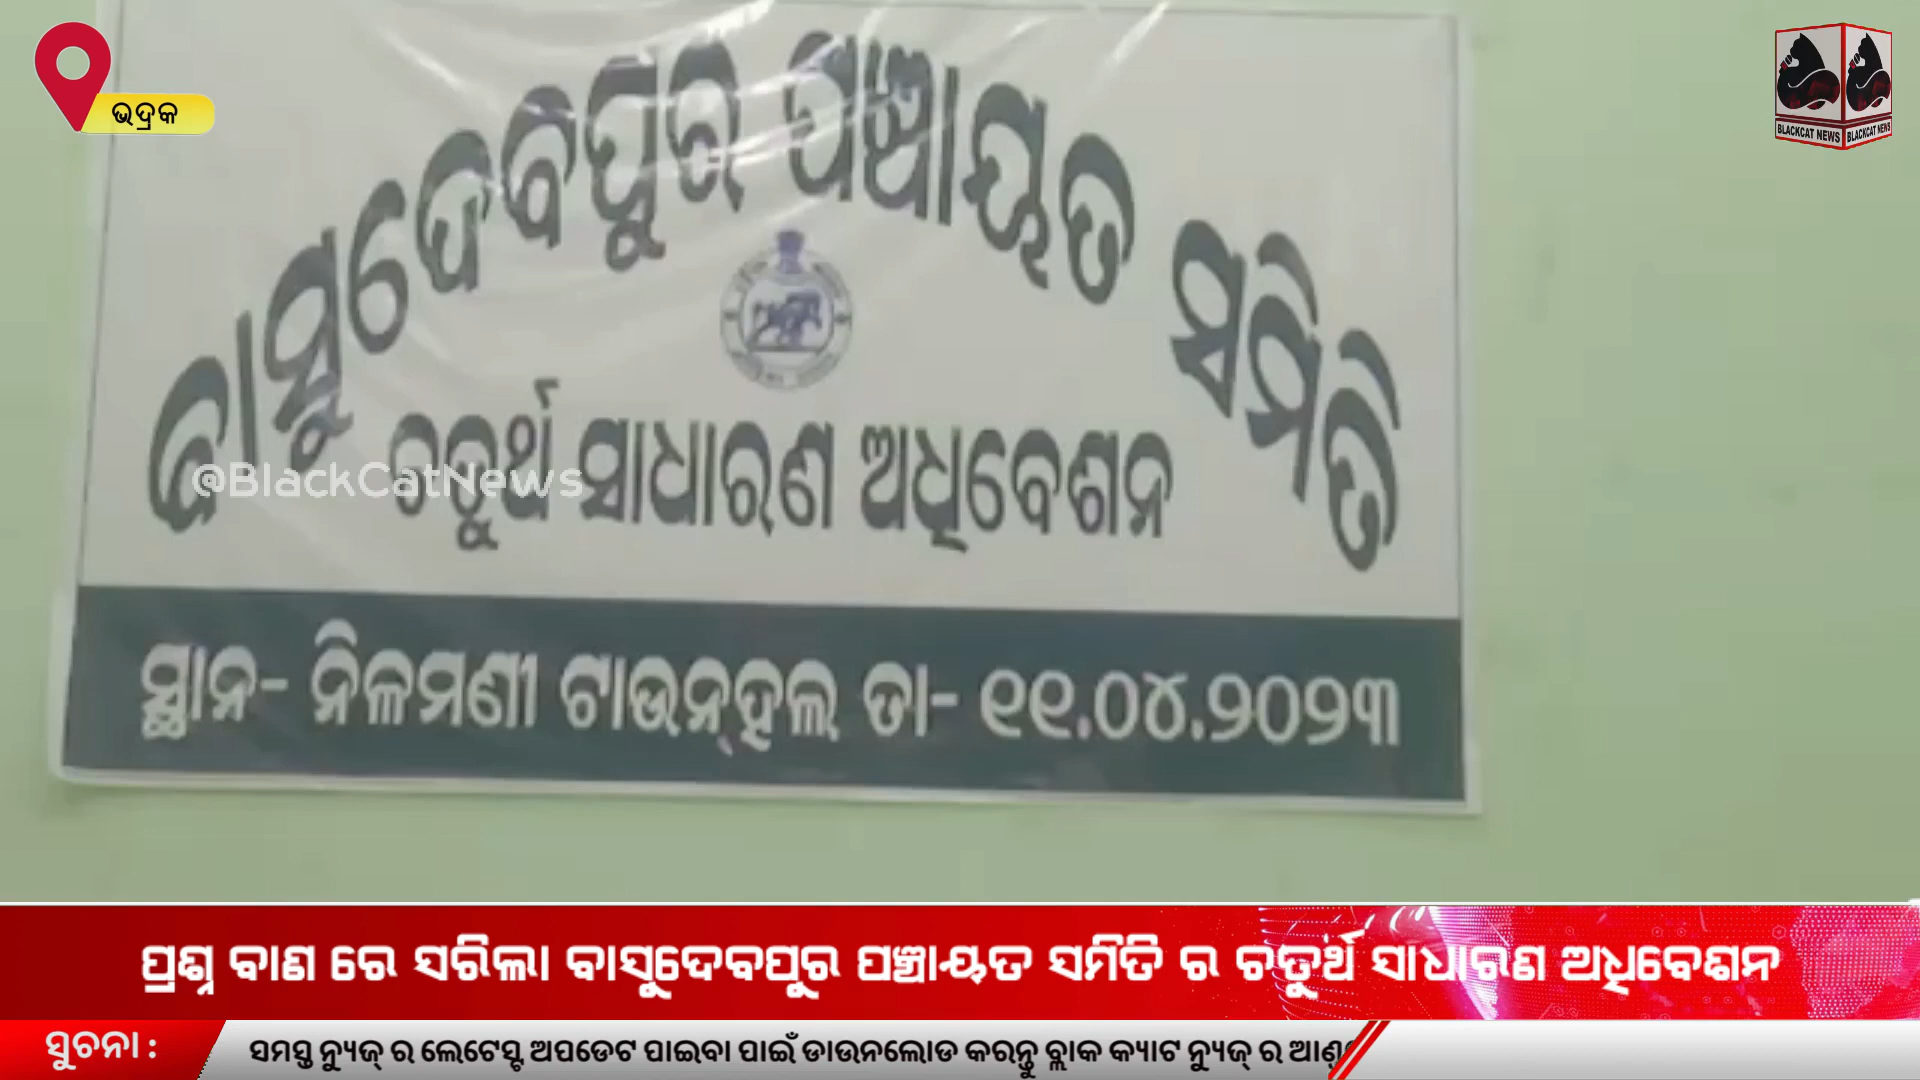 ଭଦ୍ରକ
BLACKCAT NEWS
BLACKCAT NEWS
ବାସୁଦେବପୁର ପଞ୍ଚାୟତ ସମିତି
ଚତୁର୍ଥ ସାଧାରଣ ଅଧିବେଶନ
@BlackCatNews
ସ୍ଥାନ- ନିଳମଣୀ ଟାଉନ୍‌ହଲ ତା- ୧୧.୦୪.୨୦୨୩
ପ୍ରଶ୍ନ ବାଣ ରେ ସରିଲା ବାସୁଦେବପୁର ପଞ୍ଚାୟତ ସମିତି ର ଚତୁର୍ଥ ସାଧାରଣ ଅଧିବେଶନ
ସୁଚନା :
ସମସ୍ତ ନ୍ୟୁଜ୍ ର ଲେଟେସ୍ଟ ଅପଡେଟ ପାଇବା ପାଇଁ ଡାଉନଲୋଡ କରନ୍ତୁ ବ୍ଲାକ କ୍ୟାଟ ନ୍ୟୁଜ୍ ର